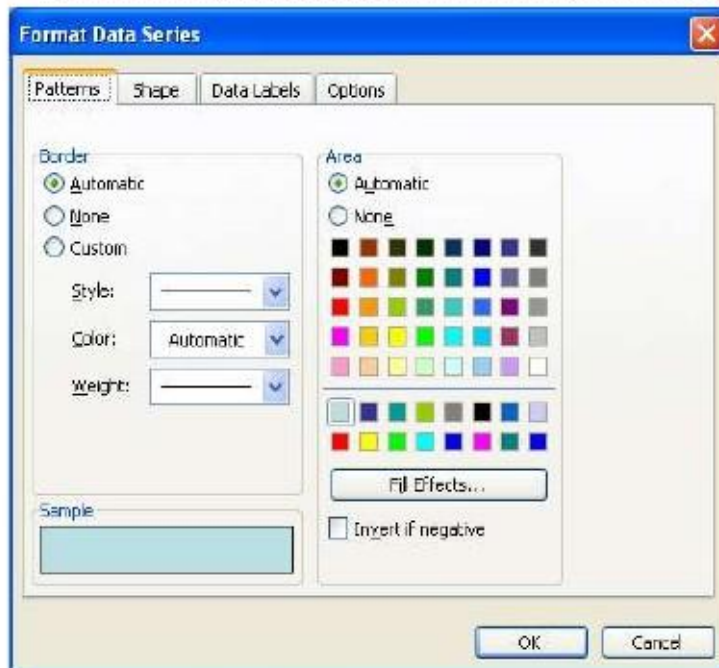 Format Data Series
Patterns Shape Data Labels Options
Border
Automatic
None
Custom
Style:
Color: Automatic
Weight:
Sample
Area
Automatic
None
Fill Effects...
Invert if negative
OK Cancel